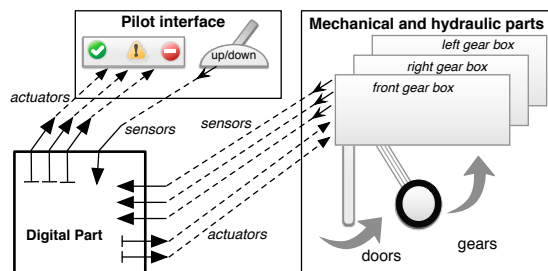 Pilot interface
up/down
actuators
sensors
Digital Part
sensors
actuators
Mechanical and hydraulic parts
left gear box
right gear box
front gear box
doors
gears